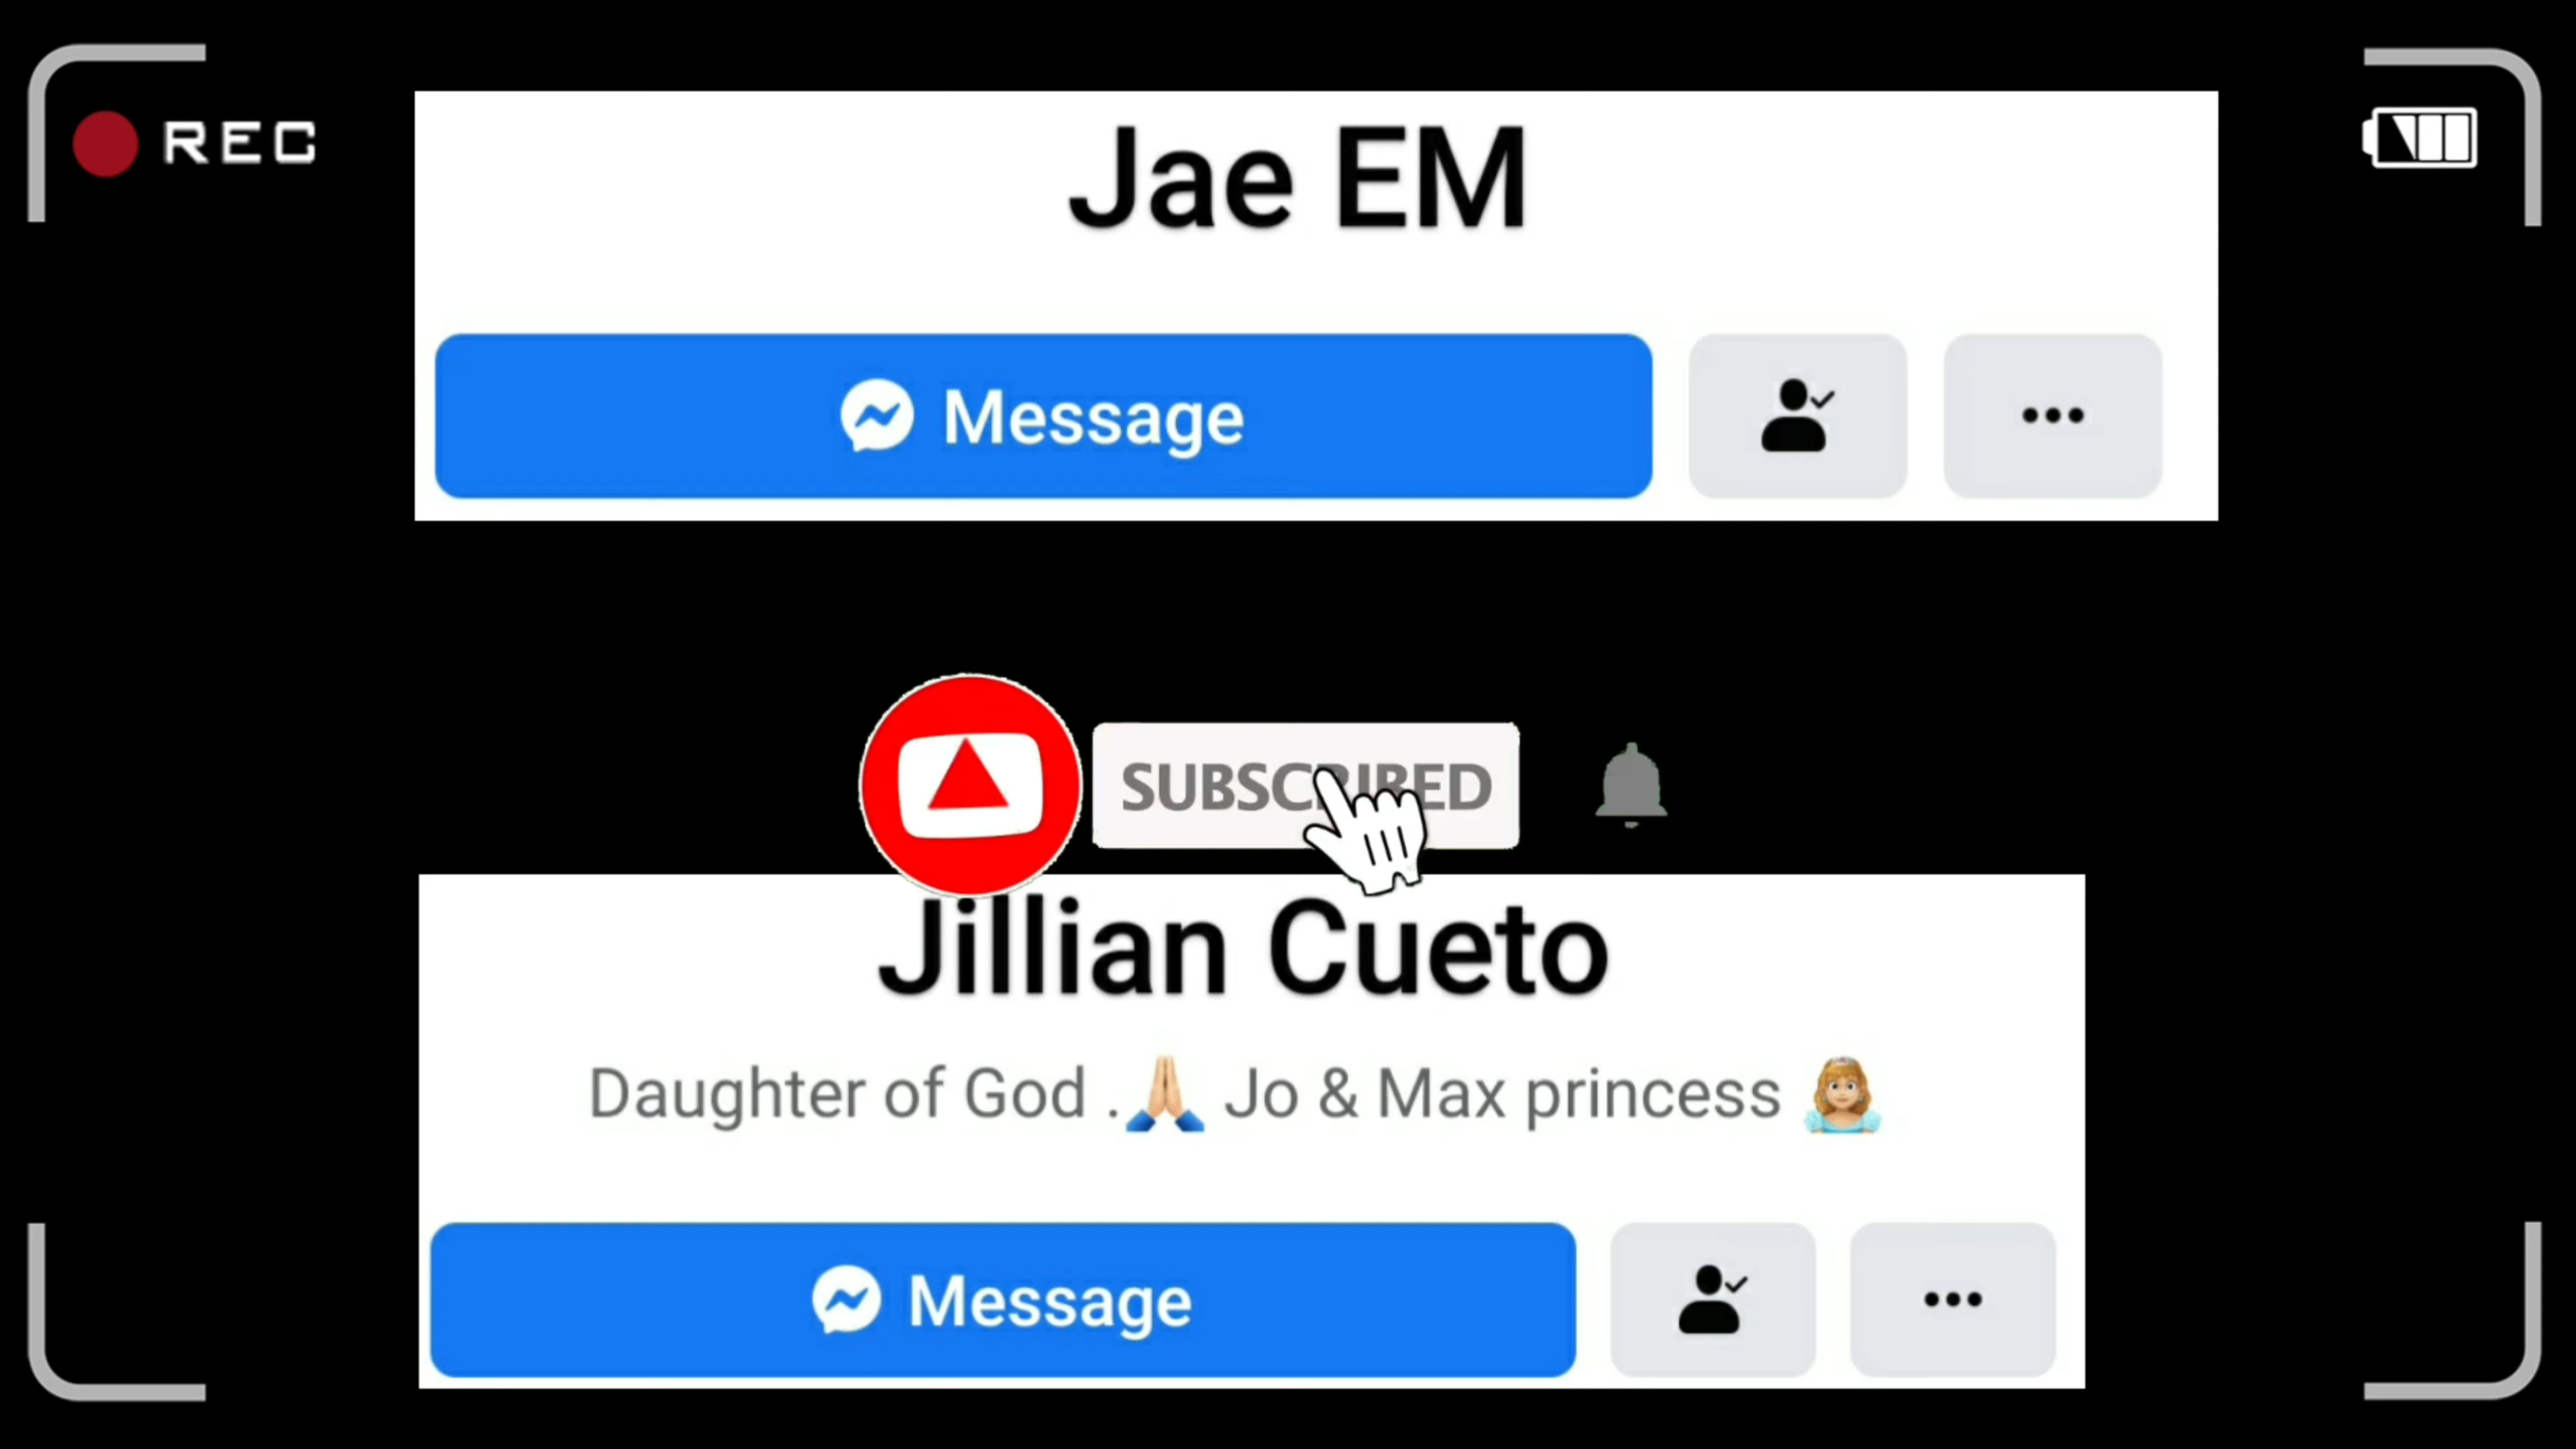 REC
Jae EM
Message
SUBSCRIBED
Jillian Cueto
Daughter of God .🙏🏼 Jo & Max princess 👸🏼
Message